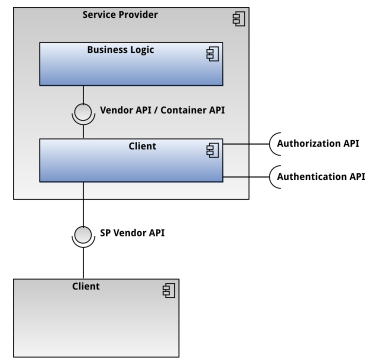 Service Provider
Business Logic
Vendor API / Container API
Client
Authorization API
Authentication API
SP Vendor API
Client